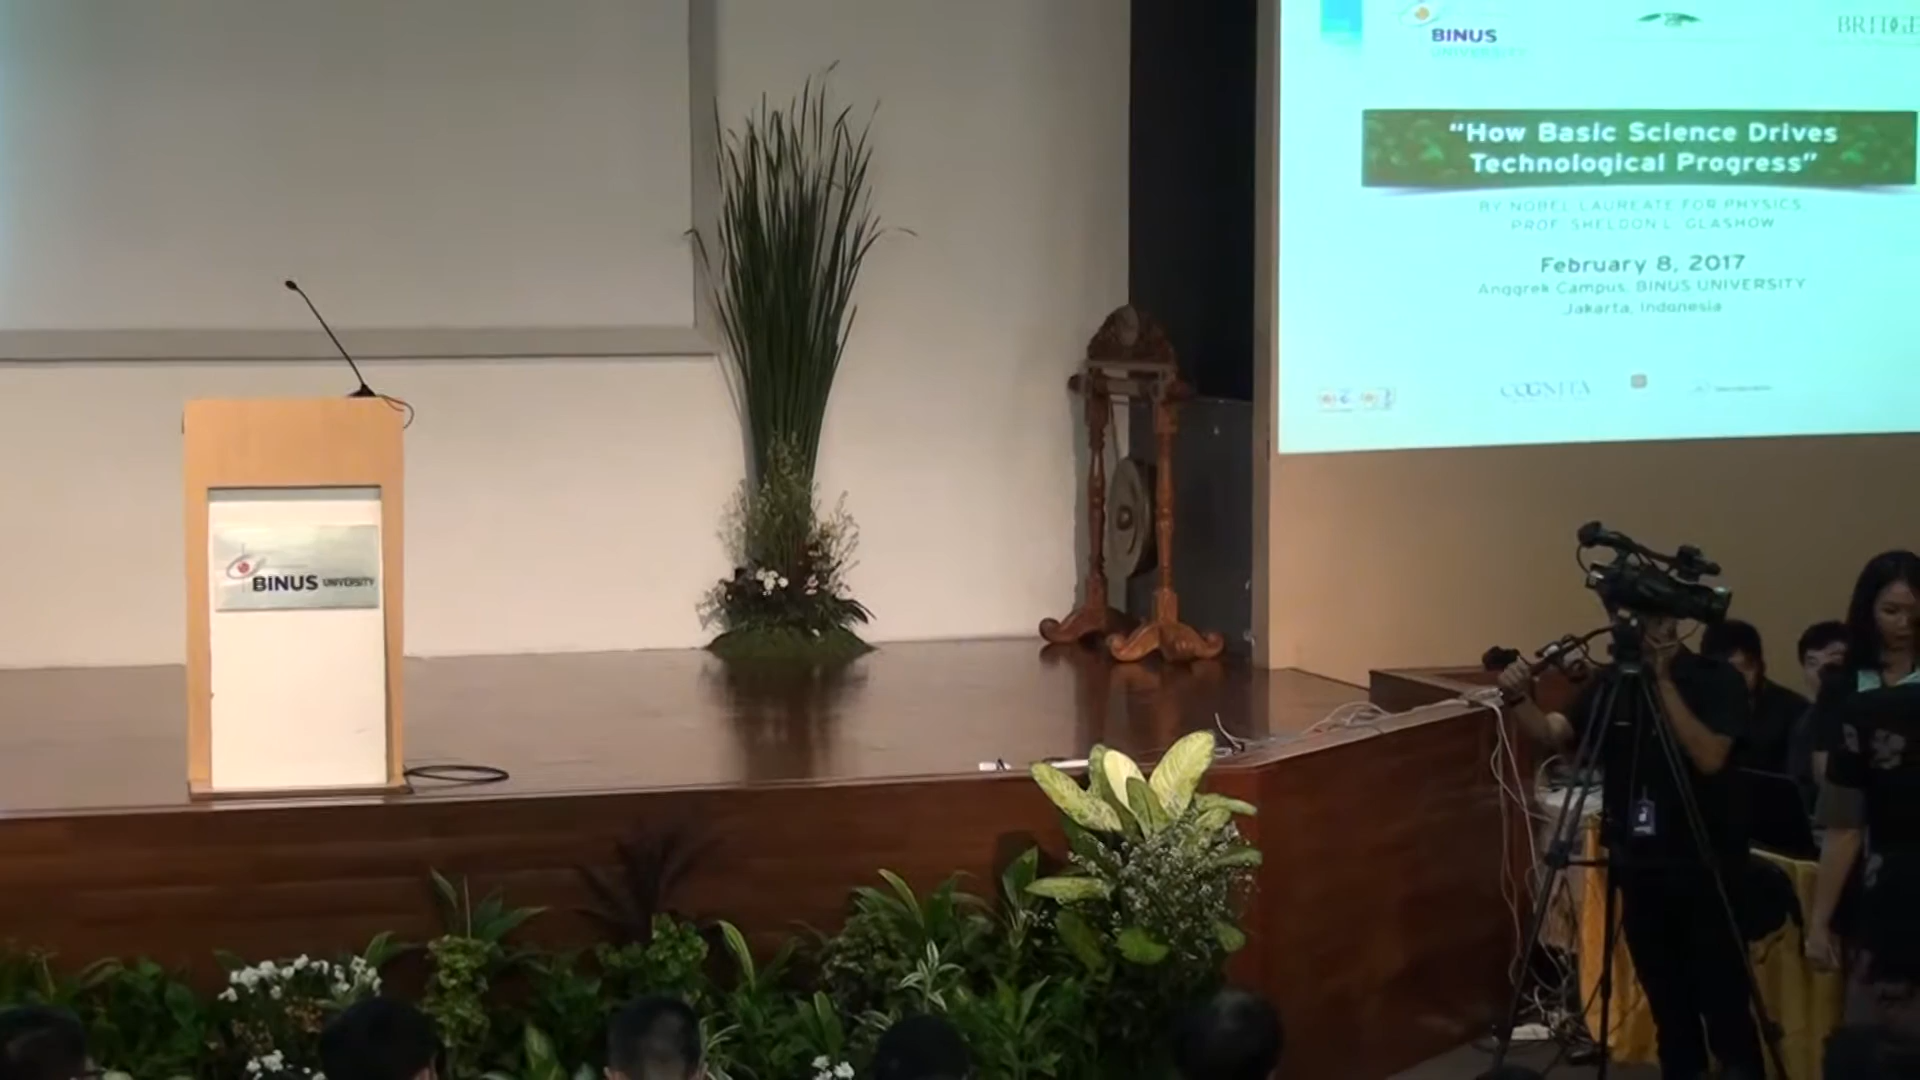 BINUS UNIVERSITY
BINUS
UNIVERSITY
BRIDGE
“How Basic Science Drives
Technological Progress”
BY NOBEL LAUREATE FOR PHYSICS,
PROF. SHELDON L. GLASHOW
February 8, 2017
Anggrek Campus, BINUS UNIVERSITY
Jakarta, Indonesia
COGNITA